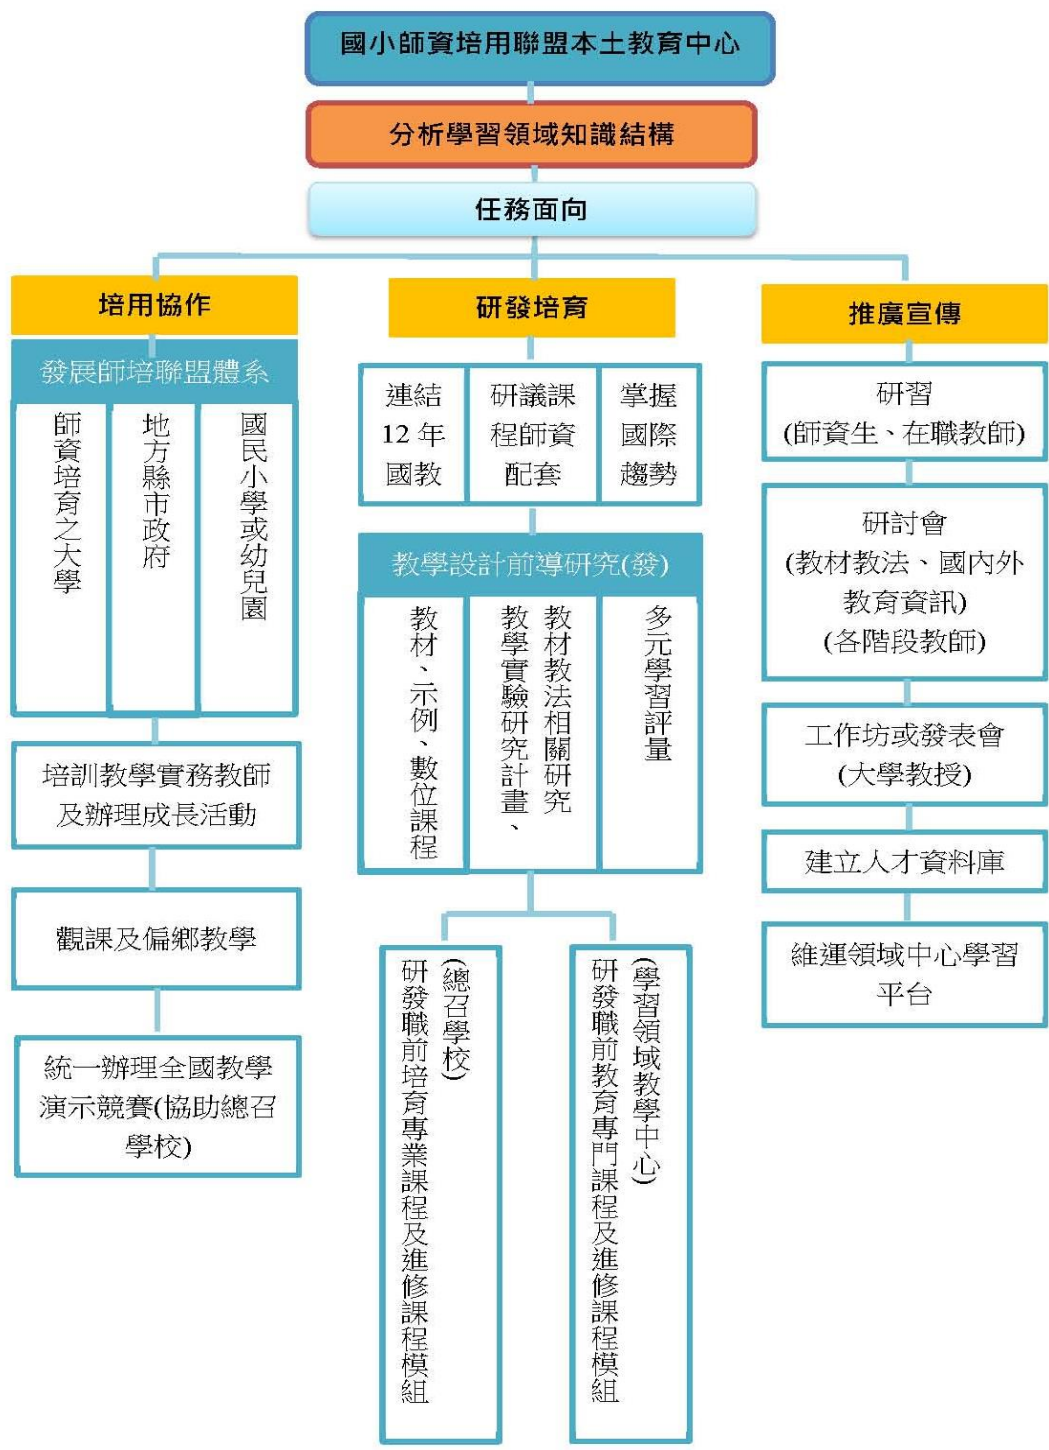 國小師資培用聯盟本土教育中心
分析學習領域知識結構
任務面向
培用協作
發展師培聯盟體系
師資培育之大學
地方縣市政府
國民小學或幼兒園
培訓教學實務教師
及辦理成長活動
觀課及偏鄉教學
統一辦理全國教學
演示競賽(協助總召
學校)
研發培育
連結
12 年
國教
研議課
程師資
配套
掌握
國際
趨勢
教學設計前導研究(發)
教材、示例、數位課程
教材教法相關研究
教學實驗研究計畫、
多元學習評量
(總召學校)
研發職前培育專業課程及進修課程模組
(學習領域教學中心)
研發職前教育專門課程及進修課程模組
推廣宣傳
研習
(師資生、在職教師)
研討會
(教材教法、國內外
教育資訊)
(各階段教師)
工作坊或發表會
(大學教授)
建立人才資料庫
維運領域中心學習
平台